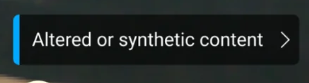 Altered or synthetic content